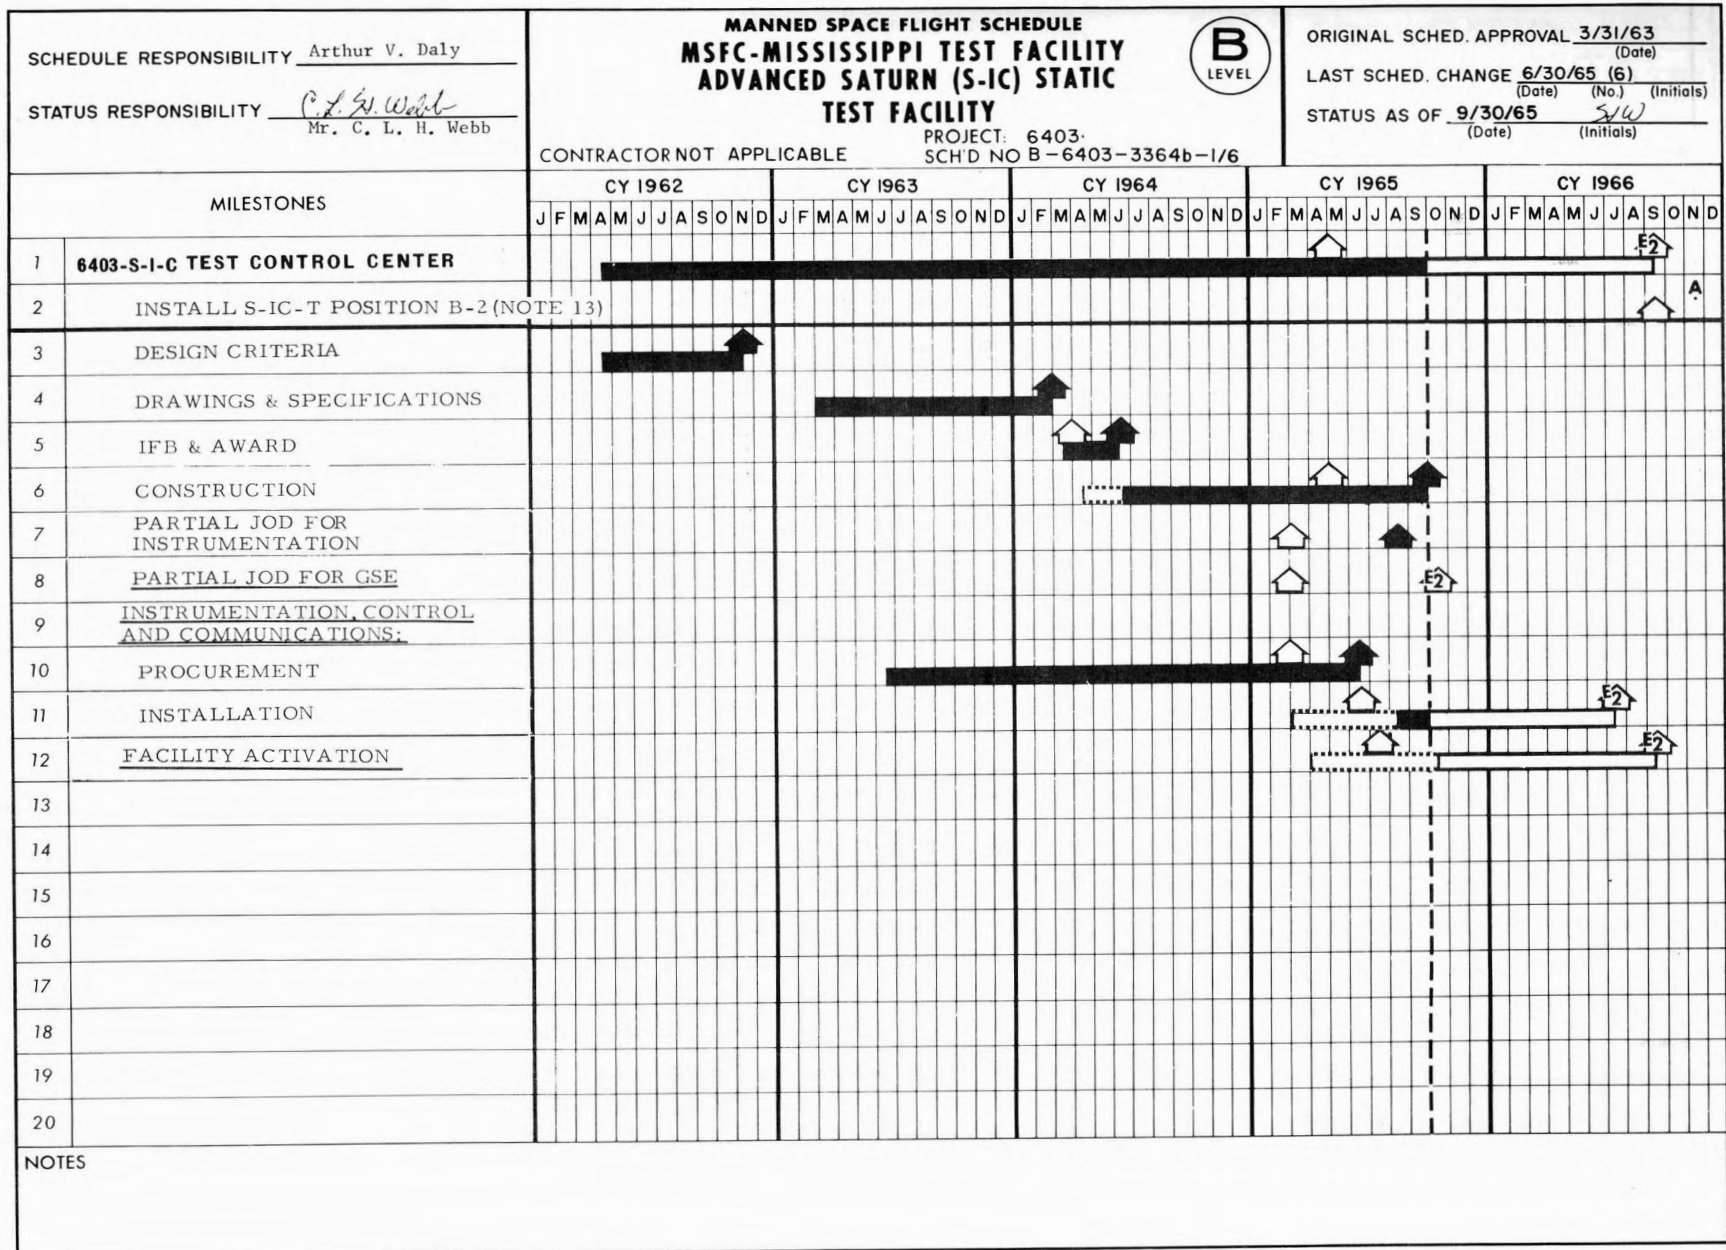 SCHEDULE RESPONSIBILITY Arthur V. Daly
STATUS RESPONSIBILITY C. L. H. Webb
Mr. C. L. H. Webb
MANNED SPACE FLIGHT SCHEDULE
MSFC-MISSISSIPPI TEST FACILITY
ADVANCED SATURN (S-IC) STATIC
TEST FACILITY
PROJECT: 6403.
CONTRACTOR NOT APPLICABLE SCH'D NO B-6403-3364b-1/6
B
LEVEL
ORIGINAL SCHED. APPROVAL 3/31/63
(Date)
LAST SCHED. CHANGE 6/30/65 (6)
(Date) (No.) (Initials)
STATUS AS OF 9/30/65
(Date) (Initials)
MILESTONES
CY 1962 CY 1963 CY 1964 CY 1965 CY 1966
J F M A M J J A S O N D J F M A M J J A S O N D J F M A M J J A S O N D J F M A M J J A S O N D J F M A M J J A S O N D
1 6403-S-I-C TEST CONTROL CENTER E2
2 INSTALL S-IC-T POSITION B-2 (NOTE 13) A
3 DESIGN CRITERIA
4 DRAWINGS & SPECIFICATIONS
5 IFB & AWARD
6 CONSTRUCTION
7 PARTIAL JOD FOR
INSTRUMENTATION
8 PARTIAL JOD FOR GSE E2
9 INSTRUMENTATION, CONTROL
AND COMMUNICATIONS:
10 PROCUREMENT
11 INSTALLATION E2
12 FACILITY ACTIVATION E2
13
14
15
16
17
18
19
20
NOTES